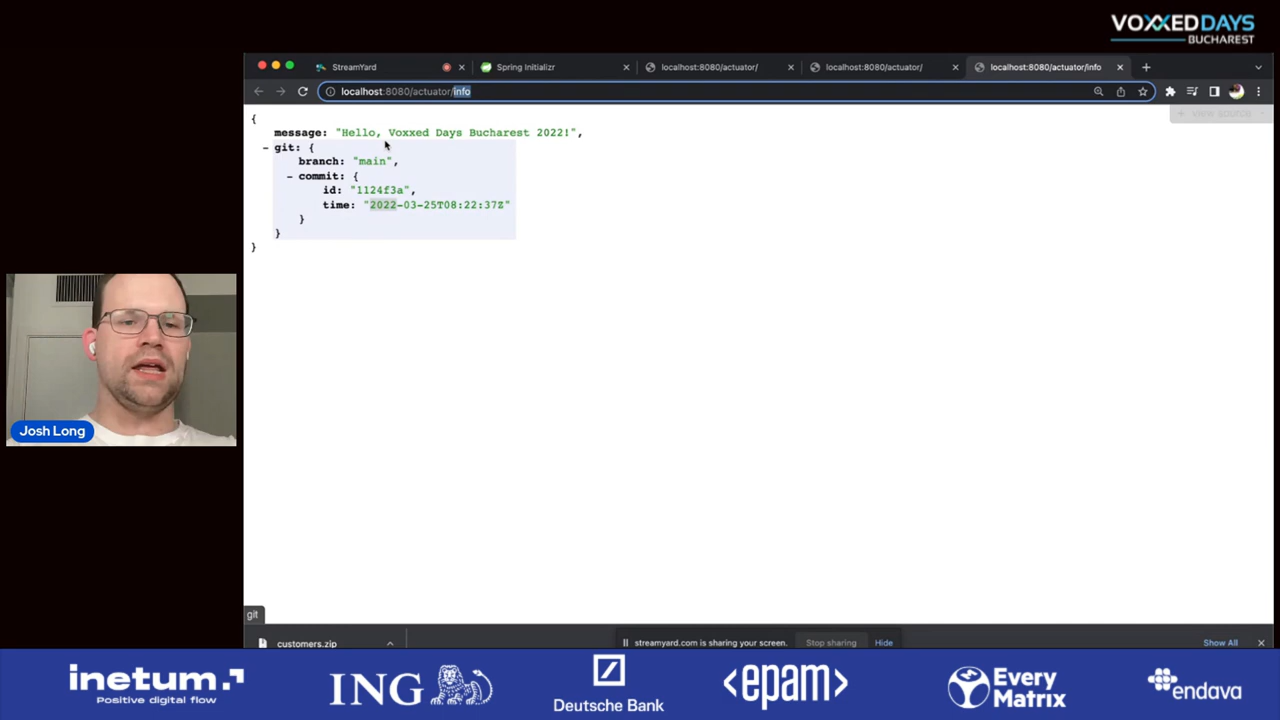 VOXXED DAYS
BUCHAREST
StreamYard
Spring Initializr
localhost:8080/actuator/
localhost:8080/actuator/
localhost:8080/actuator/info
localhost:8080/actuator/info
view source
{
message: "Hello, Voxxed Days Bucharest 2022!",
- git: {
branch: "main",
- commit: {
id: "1124f3a",
time: "2022-03-25T08:22:37Z"
}
}
}
Josh Long
git
customers.zip
streamyard.com is sharing your screen.
Stop sharing
Hide
Show All
inetum.
Positive digital flow
ING
Deutsche Bank
<epam>
Every
Matrix
endava